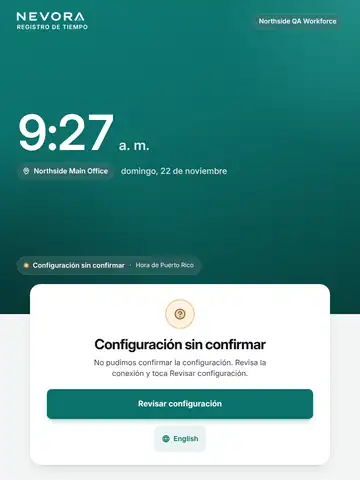 NEVORA
REGISTRO DE TIEMPO
Northside QA Workforce
9:27 a. m.
Northside Main Office domingo, 22 de noviembre
Configuración sin confirmar · Hora de Puerto Rico
Configuración sin confirmar
No pudimos confirmar la configuración. Revisa la
conexión y toca Revisar configuración.
Revisar configuración
English